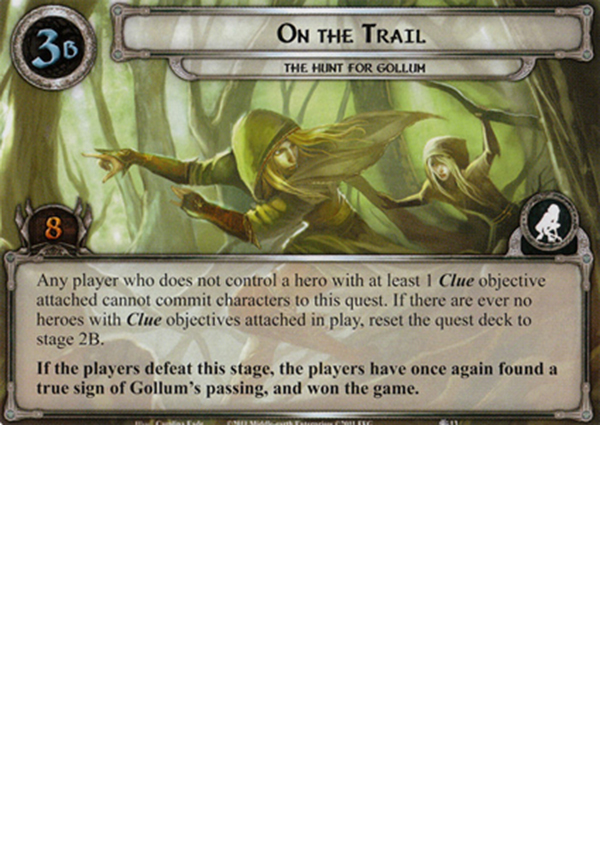 3B
ON THE TRAIL
THE HUNT FOR GOLLUM
8
Any player who does not control a hero with at least 1 Clue objective
attached cannot commit characters to this quest. If there are ever no
heroes with Clue objectives attached in play, reset the quest deck to
stage 2B.
If the players defeat this stage, the players have once again found a
true sign of Gollum's passing, and won the game.